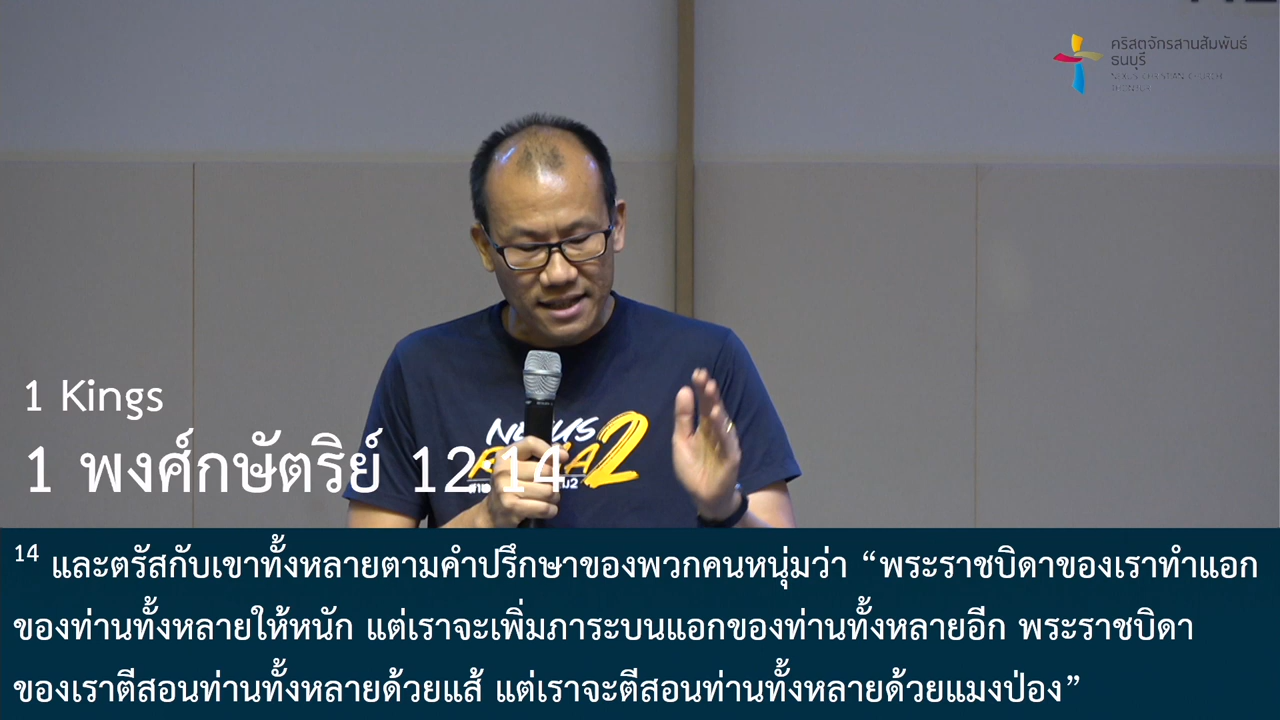 คริสตจักรสานสัมพันธ์
ธนบุรี
NEXUS CHRISTIAN CHURCH
1 Kings
1 พงศ์กษัตริย์ 12:14
NEXUS
2
14 และตรัสกับเขาทั้งหลายตามคำปรึกษาของพวกคนหนุ่มว่า “พระราชบิดาของเราทำแอก
ของท่านทั้งหลายให้หนัก แต่เราจะเพิ่มภาระบนแอกของท่านทั้งหลายอีก พระราชบิดา
ของเราตีสอนท่านทั้งหลายด้วยแส้ แต่เราจะตีสอนท่านทั้งหลายด้วยแมงป่อง”